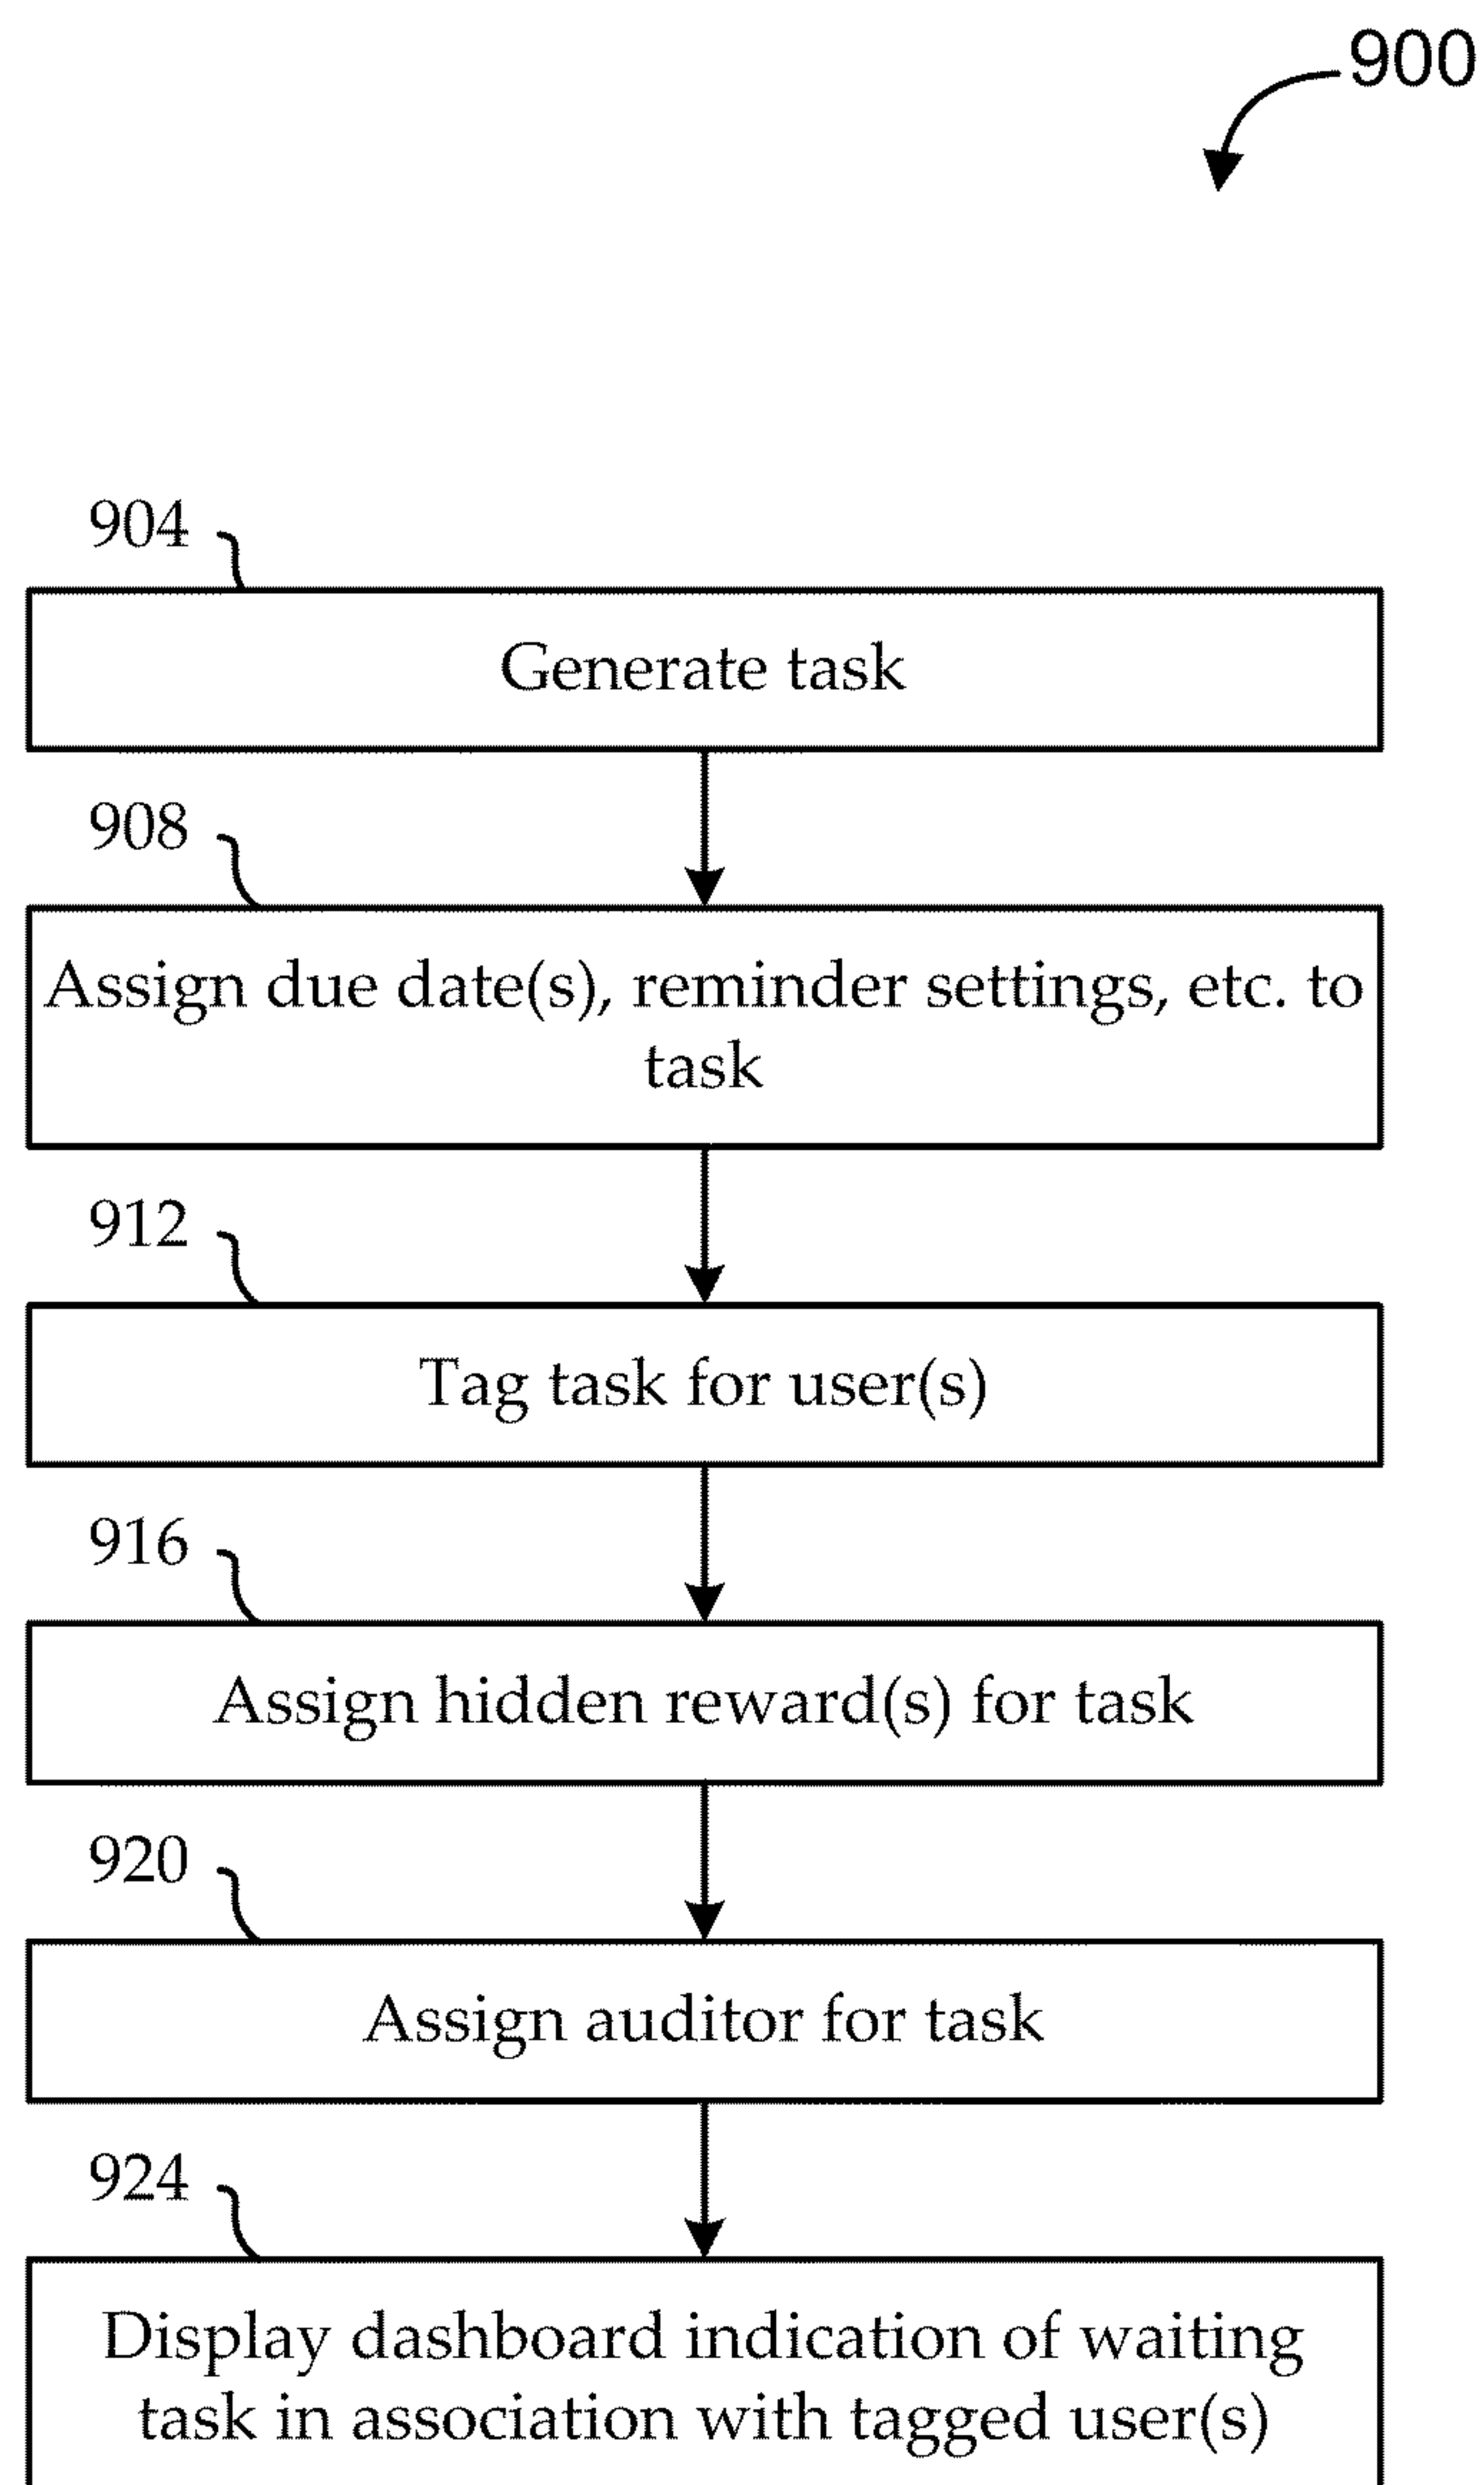 900
904
Generate task
908
Assign due date(s), reminder settings, etc. to
task
912
Tag task for user(s)
916
Assign hidden reward(s) for task
920
Assign auditor for task
924
Display dashboard indication of waiting
task in association with tagged user(s)